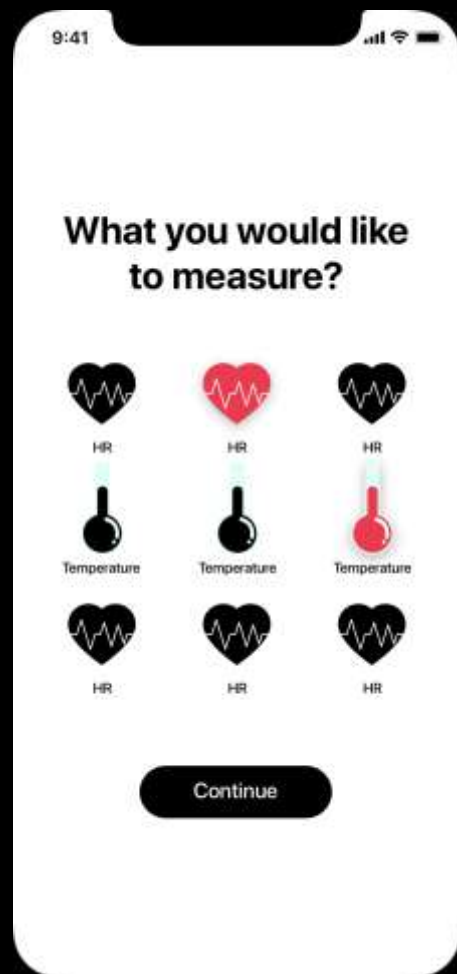 9:41
What you would like
to measure?
HR HR HR
Temperature Temperature Temperature
HR HR HR
Continue